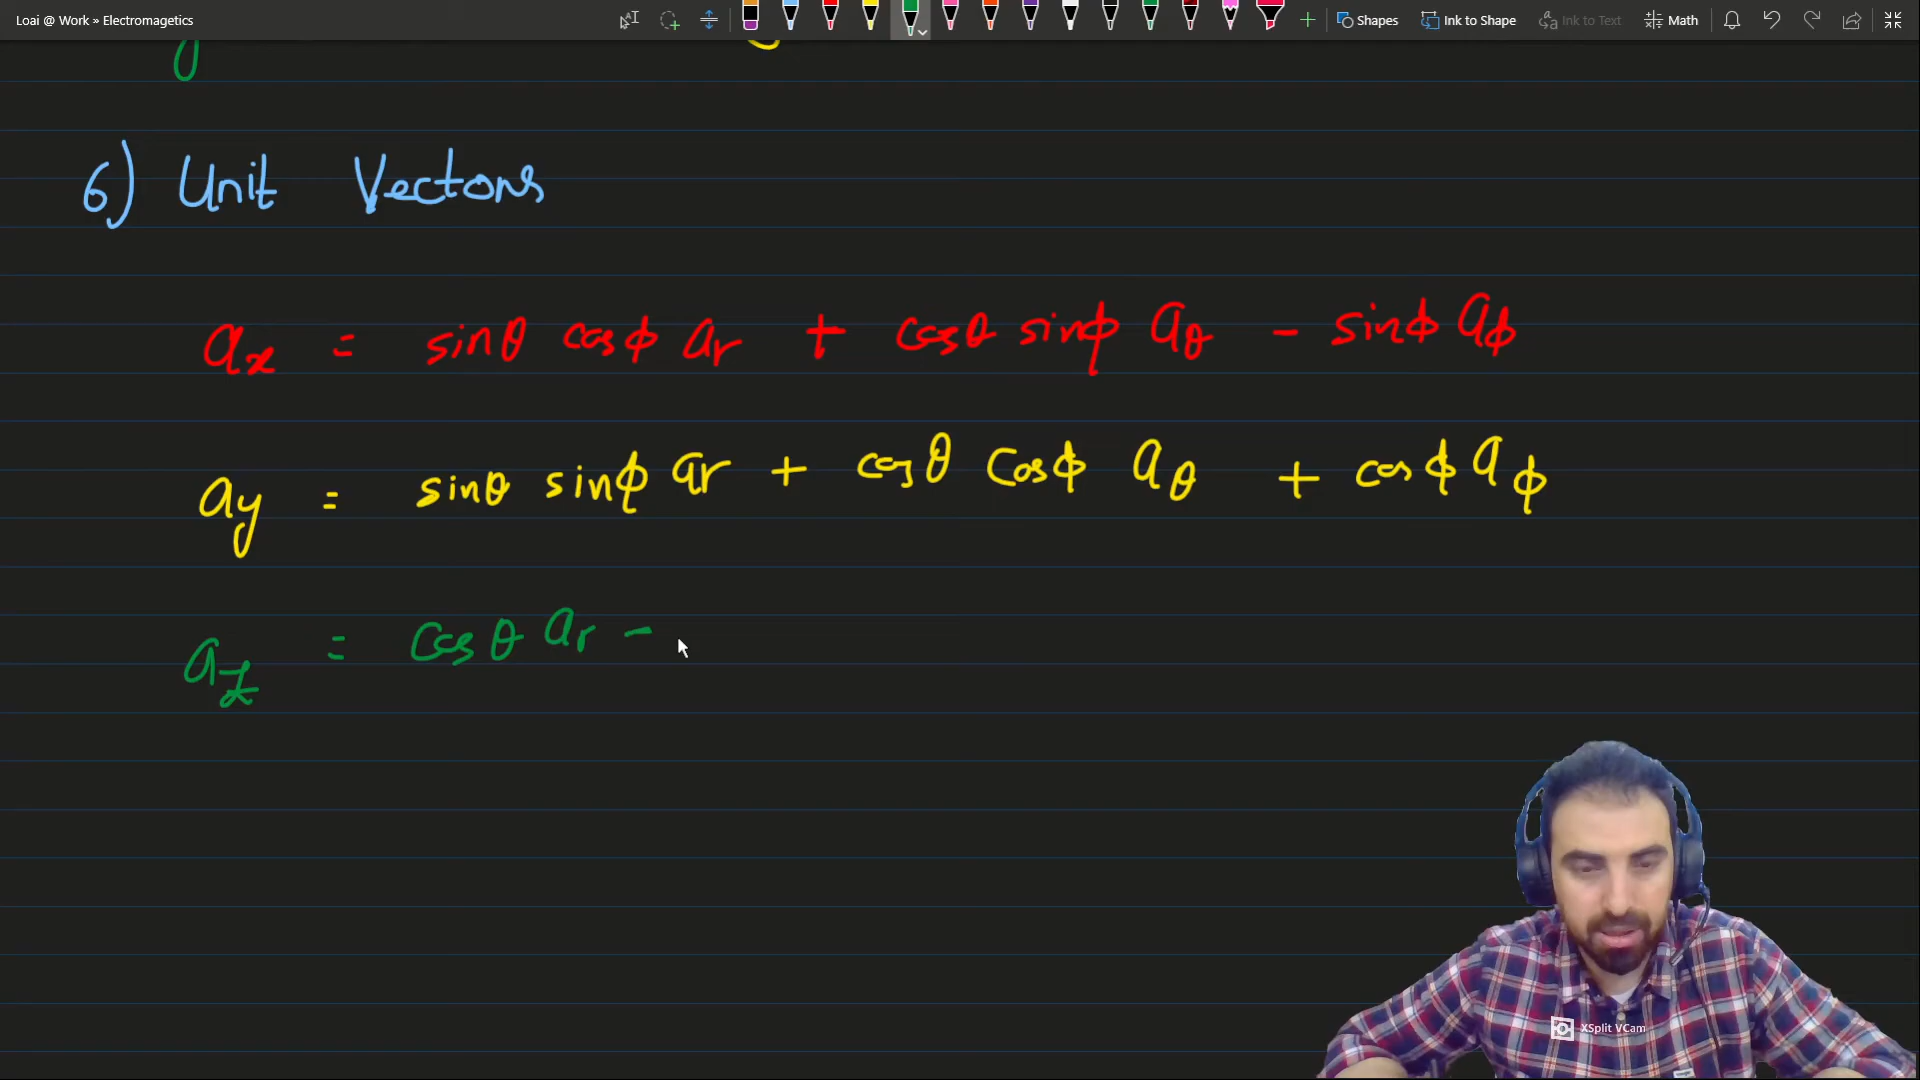 Loai @ Work » Electromagetics
Shapes Ink to Shape Ink to Text Math
6) Unit Vectors
ax = sinθ cosϕ ar + cosθ sinϕ aθ - sinϕ aϕ
ay = sinθ sinϕ ar + cosθ cosϕ aθ + cosϕ aϕ
az = cosθ ar -
XSplit VCam